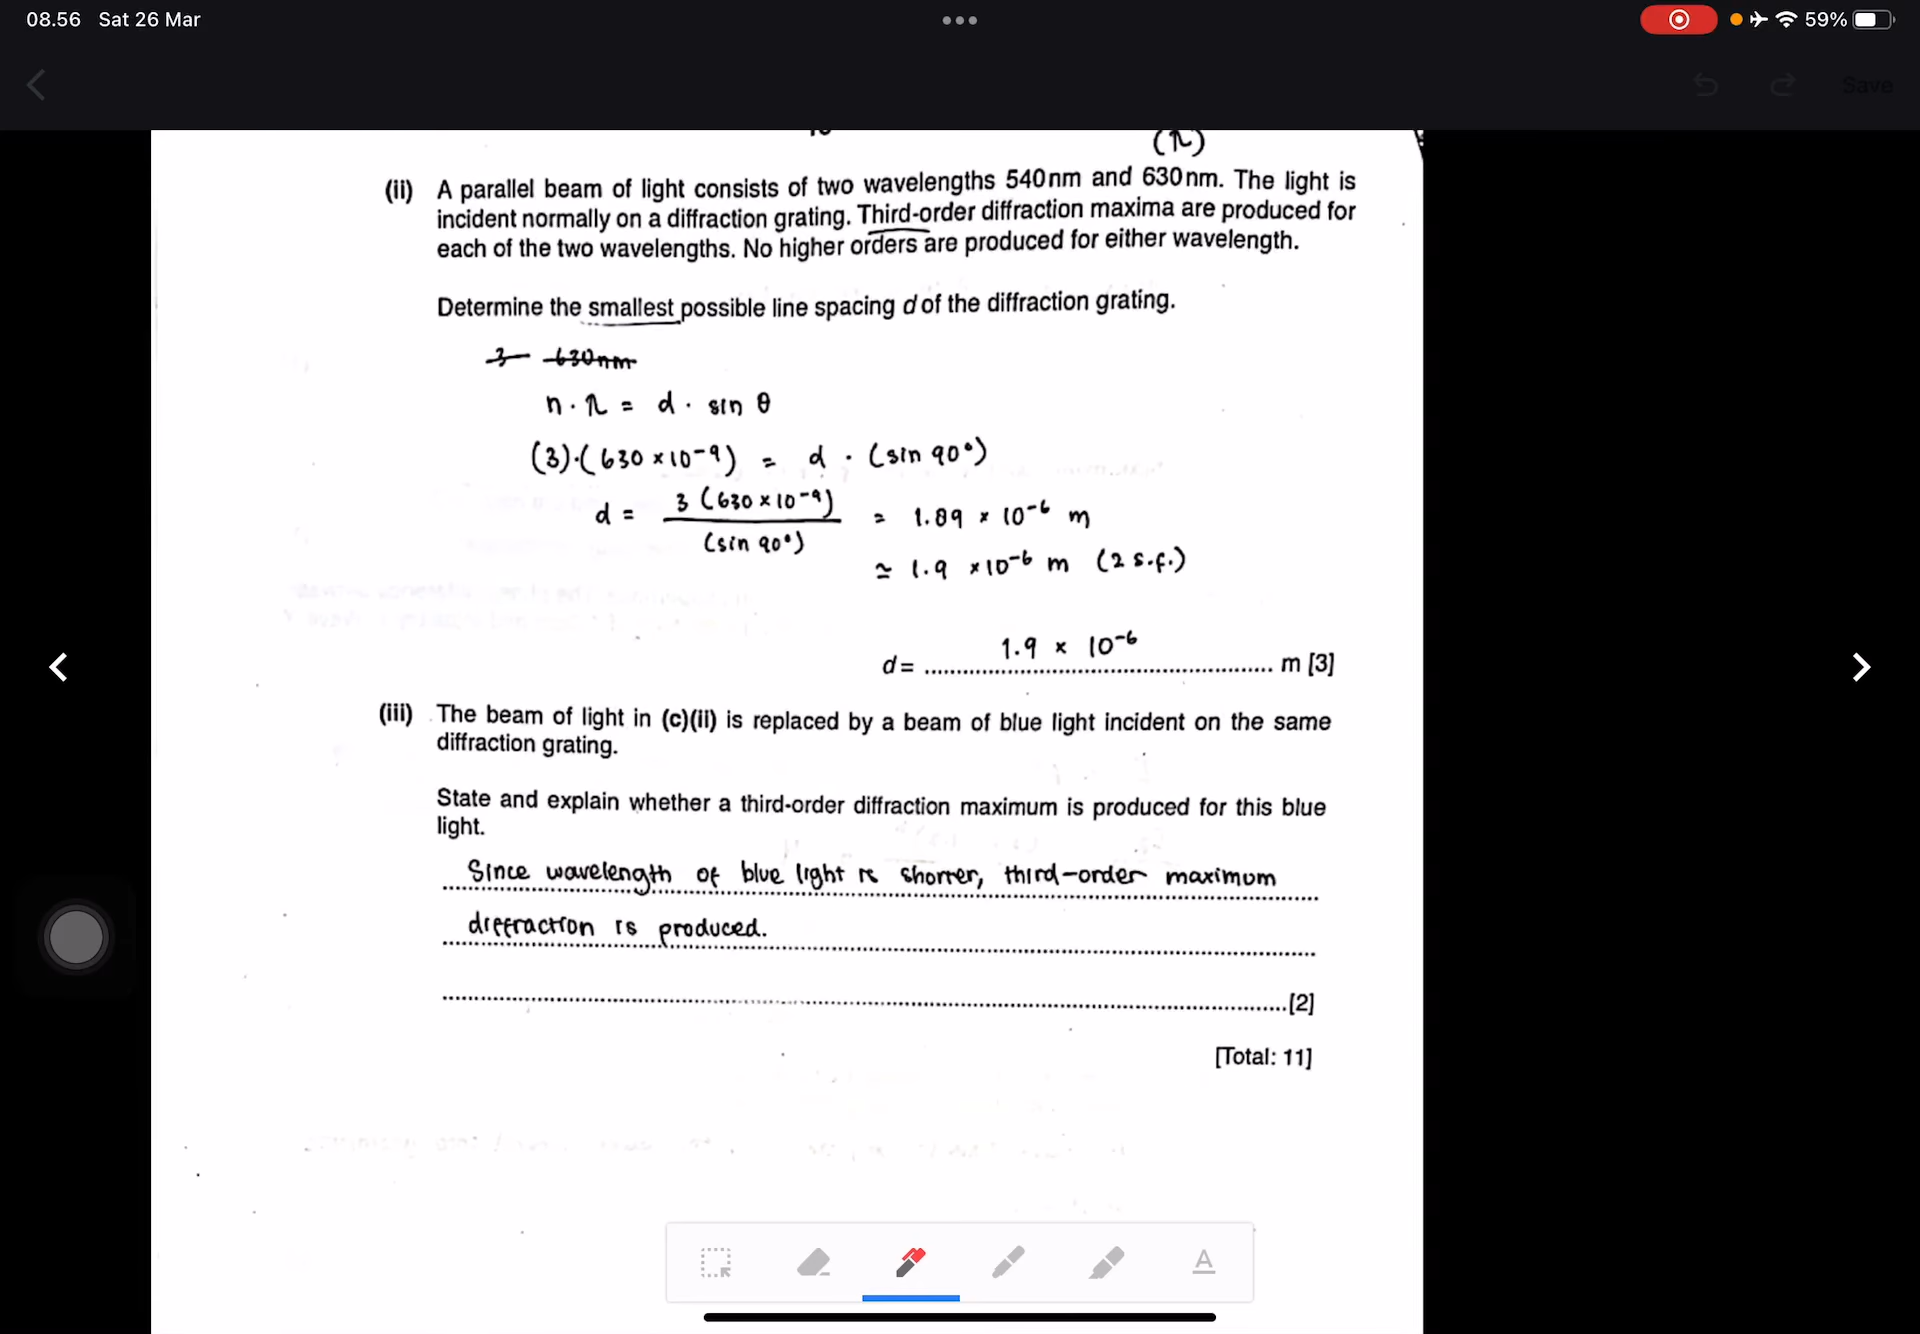 08.56 Sat 26 Mar
59%
Save
(λ)
(ii) A parallel beam of light consists of two wavelengths 540nm and 630nm. The light is
incident normally on a diffraction grating. Third-order diffraction maxima are produced for
each of the two wavelengths. No higher orders are produced for either wavelength.
Determine the smallest possible line spacing d of the diffraction grating.
3 630nm
n · λ = d · sin θ
(3)·(630 × 10⁻⁹) = d · (sin 90°)
d = 3 (630 × 10⁻⁹) / (sin 90°) = 1.89 × 10⁻⁶ m
≃ 1.9 × 10⁻⁶ m (2 s.f.)
d = 1.9 × 10⁻⁶ m [3]
(iii) The beam of light in (c)(ii) is replaced by a beam of blue light incident on the same
diffraction grating.
State and explain whether a third-order diffraction maximum is produced for this blue
light.
Since wavelength of blue light is shorter, third-order maximum
diffraction is produced.
[2]
[Total: 11]
A